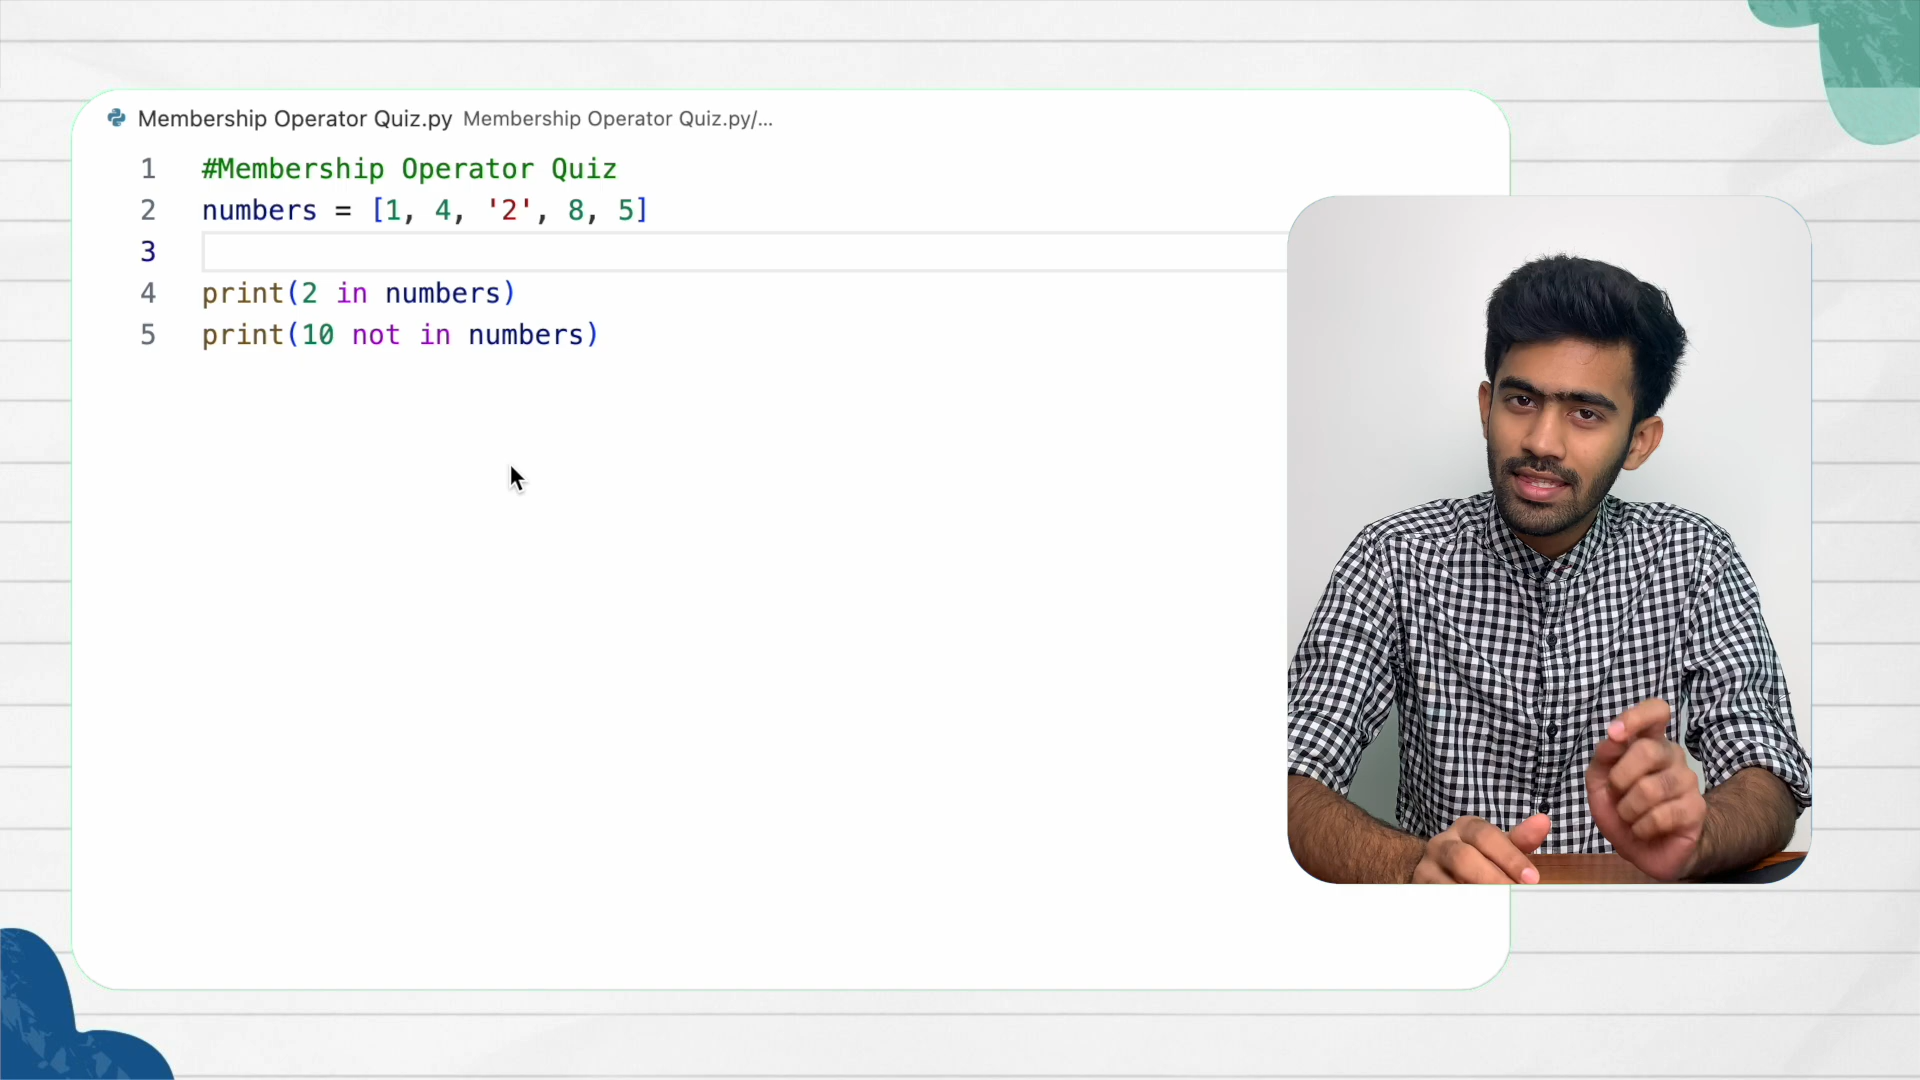 Membership Operator Quiz.py Membership Operator Quiz.py/...
1 #Membership Operator Quiz
2 numbers = [1, 4, '2', 8, 5]
3
4 print(2 in numbers)
5 print(10 not in numbers)